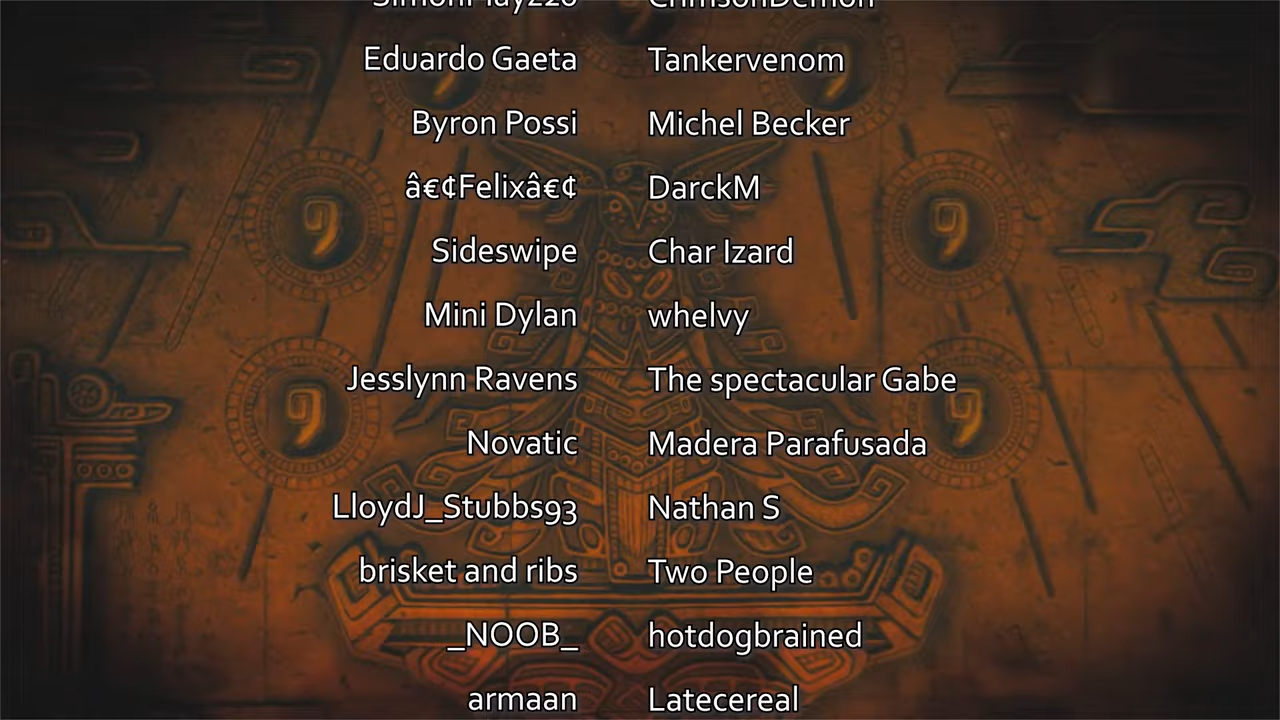 Eduardo Gaeta Tankervenom
Byron Possi Michel Becker
â€¢Felixâ€¢ DarckM
Sideswipe Char Izard
Mini Dylan whelvy
Jesslynn Ravens The spectacular Gabe
Novatic Madera Parafusada
LloydJ_Stubbs93 Nathan S
brisket and ribs Two People
_NOOB_ hotdogbrained
armaan Latecereal